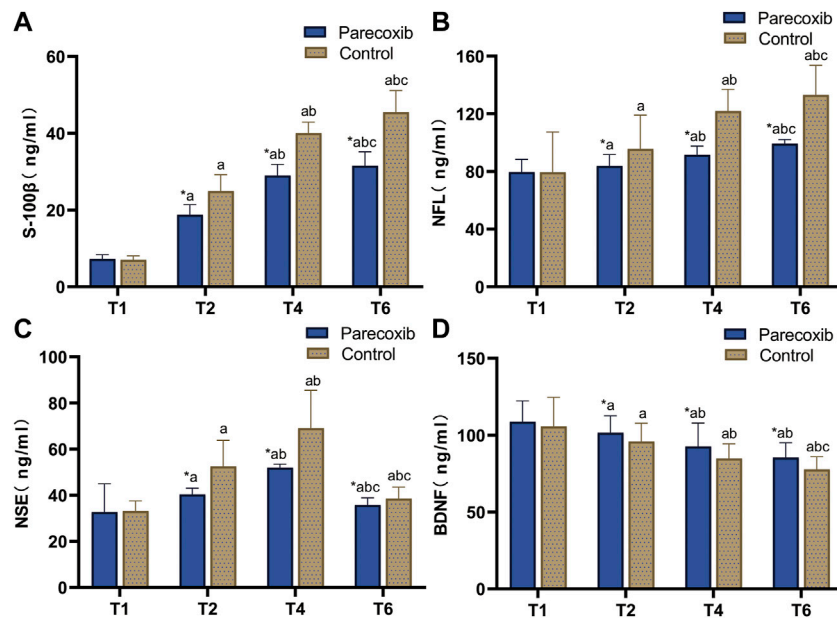 A
Parecoxib
Control
S-100β( ng/ml)
60
40
20
0
*a
a
*ab
ab
*abc
abc
T1
T2
T4
T6
B
Parecoxib
Control
NFL( ng/ml)
160
120
80
40
0
*a
a
*ab
ab
*abc
abc
T1
T2
T4
T6
C
Parecoxib
Control
NSE( ng/ml)
100
80
60
40
20
0
*a
a
*ab
ab
*abc
abc
T1
T2
T4
T6
D
Parecoxib
Control
BDNF( ng/ml)
150
100
50
0
*a
a
*ab
ab
*ab
abc
T1
T2
T4
T6